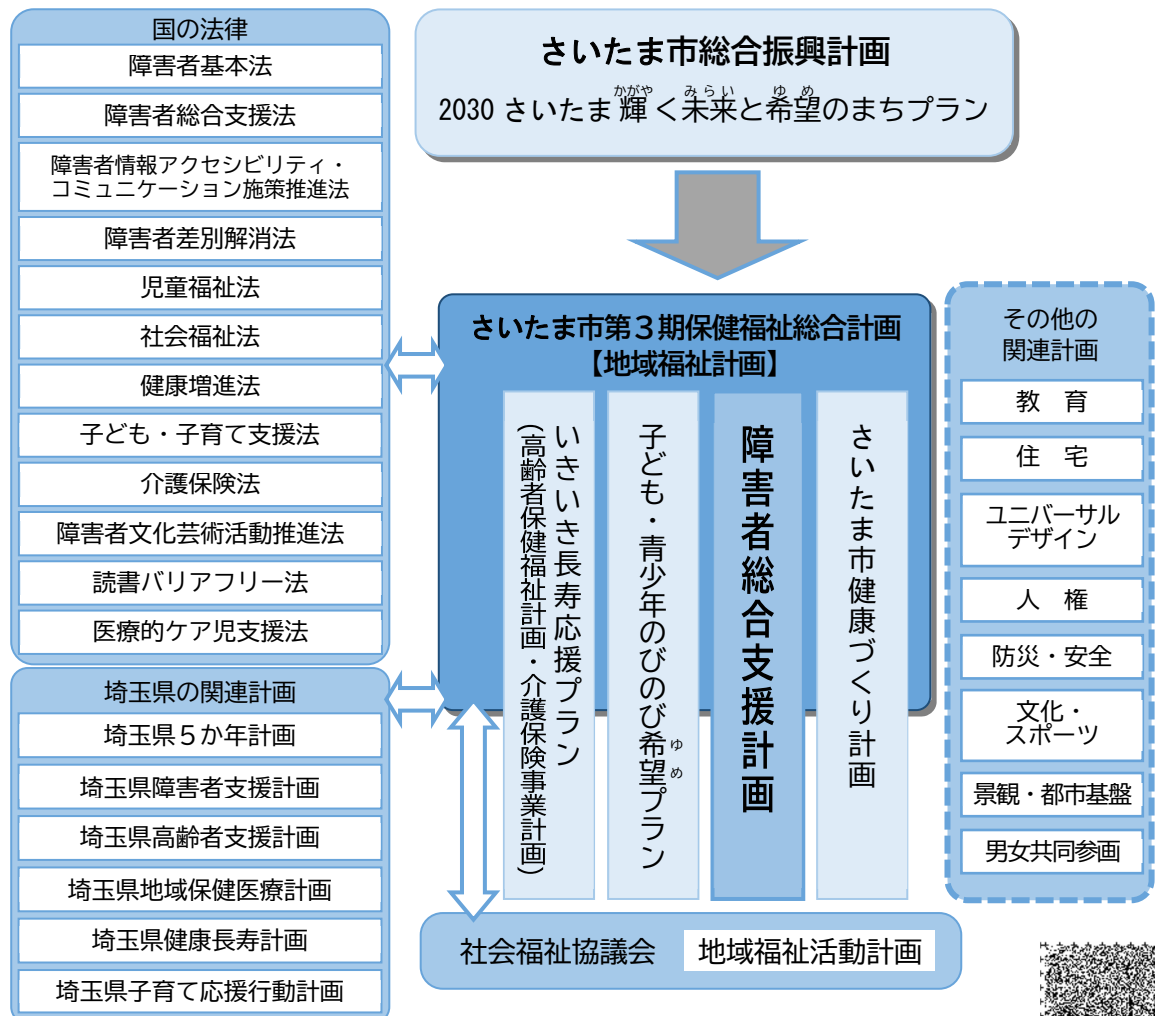 国の法律
障害者基本法
障害者総合支援法
障害者情報アクセシビリティ・
コミュニケーション施策推進法
障害者差別解消法
児童福祉法
社会福祉法
健康増進法
子ども・子育て支援法
介護保険法
障害者文化芸術活動推進法
読書バリアフリー法
医療的ケア児支援法
埼玉県の関連計画
埼玉県5か年計画
埼玉県障害者支援計画
埼玉県高齢者支援計画
埼玉県地域保健医療計画
埼玉県健康長寿計画
埼玉県子育て応援行動計画
さいたま市総合振興計画
かがや みらい ゆめ
2030 さいたま輝く未来と希望のまちプラン
さいたま市第3期保健福祉総合計画
【地域福祉計画】
さいたま市健康づくり計画
障害者総合支援計画
子ども・青少年のびのび希望プラン
ゆめ
いきいき長寿応援プラン
(高齢者保健福祉計画・介護保険事業計画)
社会福祉協議会 地域福祉活動計画
その他の
関連計画
教 育
住 宅
ユニバーサル
デザイン
人 権
防災・安全
文化・
スポーツ
景観・都市基盤
男女共同参画